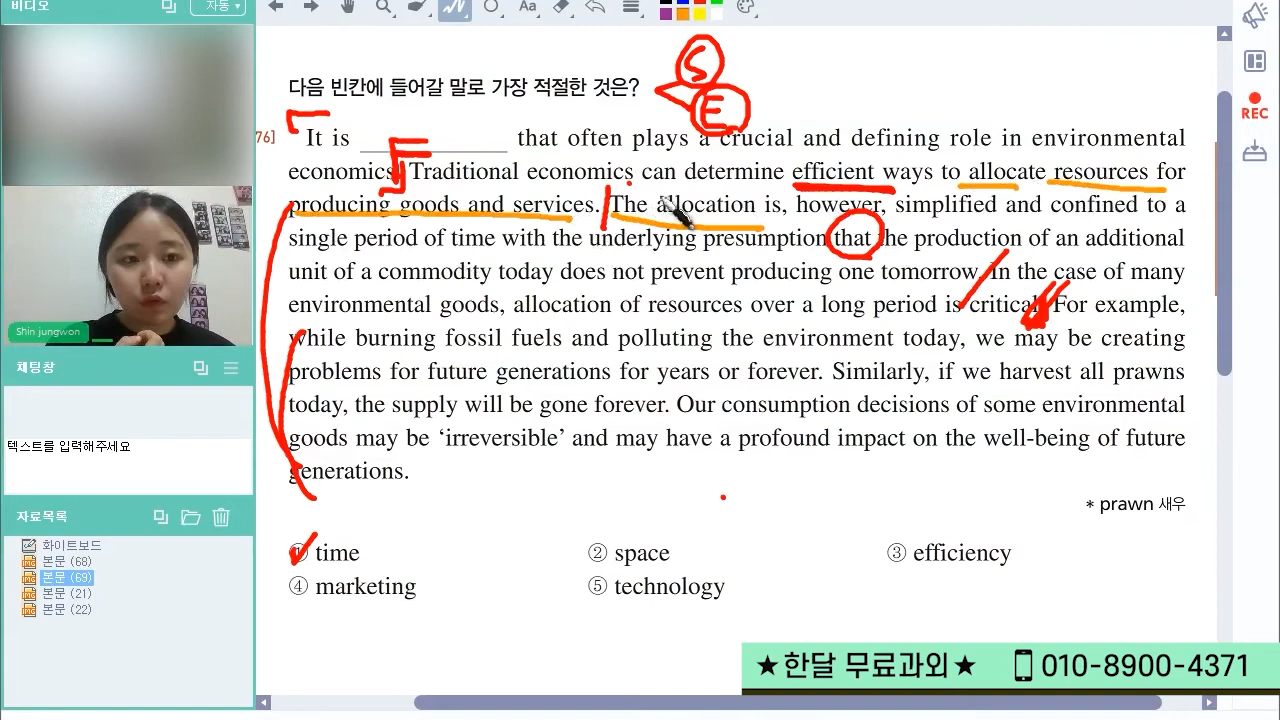 비디오
자동
Aa
REC
다음 빈칸에 들어갈 말로 가장 적절한 것은?
S
E
76]
It is ____________ that often plays a crucial and defining role in environmental
economics. Traditional economics can determine efficient ways to allocate resources for
producing goods and services. The allocation is, however, simplified and confined to a
single period of time with the underlying presumption that the production of an additional
unit of a commodity today does not prevent producing one tomorrow. In the case of many
environmental goods, allocation of resources over a long period is critical. For example,
while burning fossil fuels and polluting the environment today, we may be creating
problems for future generations for years or forever. Similarly, if we harvest all prawns
today, the supply will be gone forever. Our consumption decisions of some environmental
goods may be ‘irreversible’ and may have a profound impact on the well-being of future
generations.
* prawn 새우
① time
② space
③ efficiency
④ marketing
⑤ technology
Shin jungwon
채팅창
텍스트를 입력해주세요
자료목록
화이트보드
본문 (68)
본문 (69)
본문 (21)
본문 (22)
★한달 무료과외★ 010-8900-4371